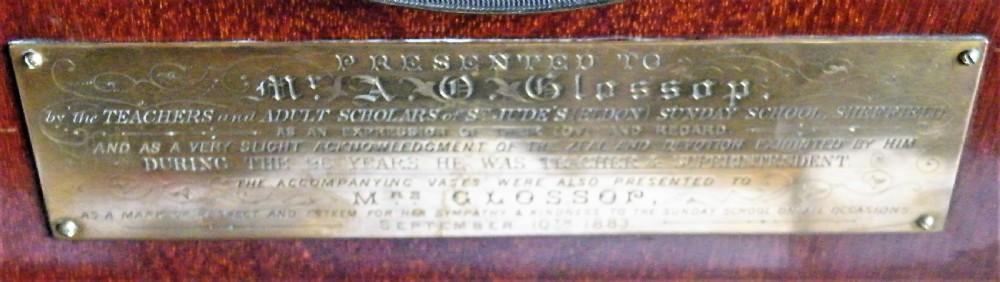 PRESENTED TO
Mr. A. O. Glossop.
by the TEACHERS and ADULT SCHOLARS of ST JUDE'S (ELDON) SUNDAY SCHOOL, SHEFFIELD
AS AN EXPRESSION OF THEIR LOVE AND REGARD
AND AS A VERY SLIGHT ACKNOWLEDGMENT OF THE ZEAL AND DEVOTION EXHIBITED BY HIM
DURING THE YEARS HE WAS TEACHER & SUPERINTENDENT
THE ACCOMPANYING VASES WERE ALSO PRESENTED TO
MRS GLOSSOP,
AS A MARK OF RESPECT AND ESTEEM FOR HER SYMPATHY & KINDNESS TO THE SUNDAY SCHOOL ON ALL OCCASIONS
SEPTEMBER 10TH 1883